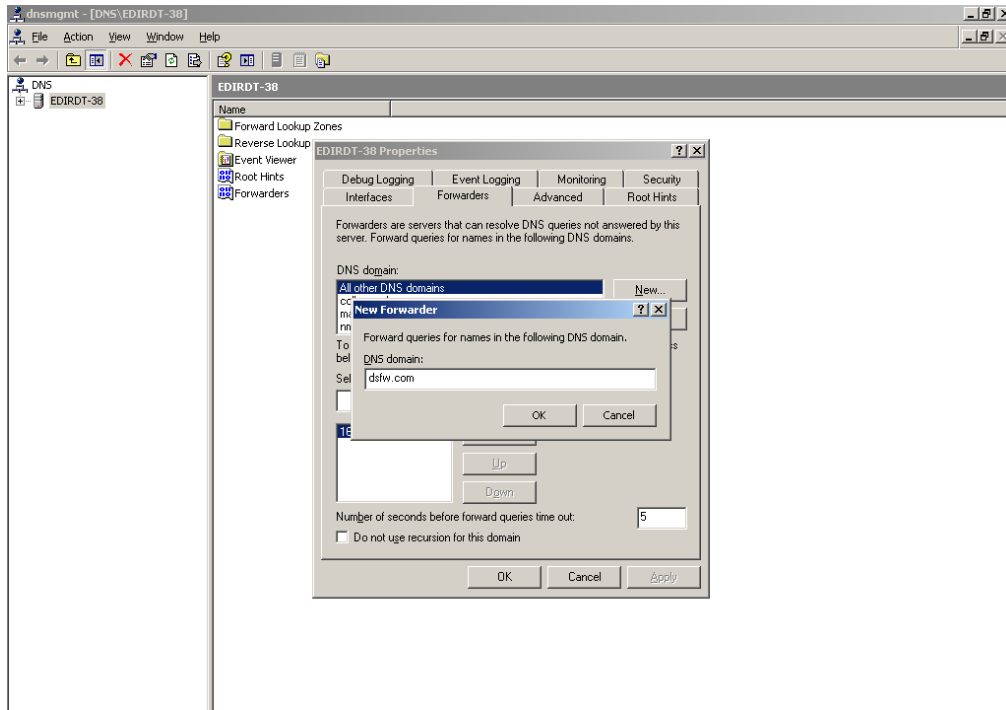 dnsmgmt - [DNS\EDIRDT-38]
File Action View Window Help
DNS
EDIRDT-38
EDIRDT-38
Name
Forward Lookup Zones
Reverse Lookup
Event Viewer
Root Hints
Forwarders
EDIRDT-38 Properties
Debug Logging Event Logging Monitoring Security
Interfaces Forwarders Advanced Root Hints
Forwarders are servers that can resolve DNS queries not answered by this
server. Forward queries for names in the following DNS domains.
DNS domain:
All other DNS domains
New...
New Forwarder
Forward queries for names in the following DNS domain.
DNS domain:
dsfw.com
OK Cancel
To
Up
Down
Number of seconds before forward queries time out: 5
Do not use recursion for this domain
OK Cancel Apply